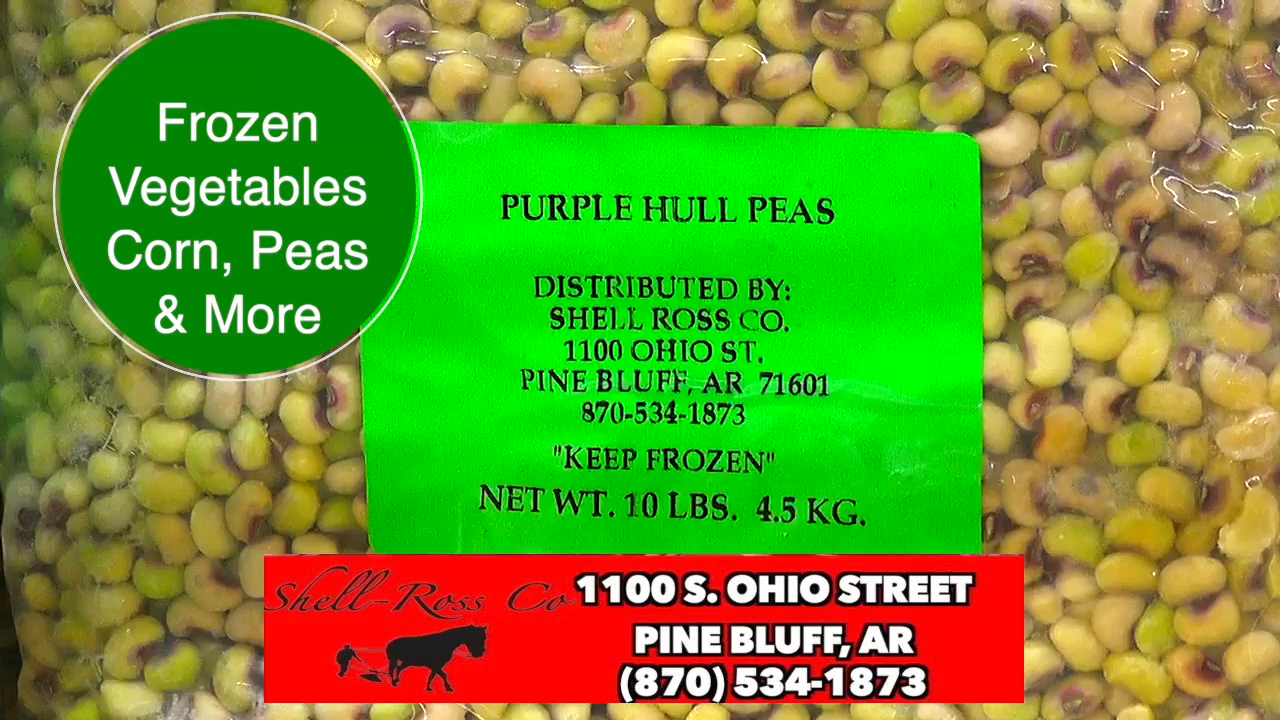 Frozen
Vegetables
Corn, Peas
& More
PURPLE HULL PEAS
DISTRIBUTED BY:
SHELL ROSS CO.
1100 OHIO ST.
PINE BLUFF, AR 71601
870-534-1873
"KEEP FROZEN"
NET WT. 10 LBS. 4.5 KG.
Shell-Ross Co
1100 S. OHIO STREET
PINE BLUFF, AR
(870) 534-1873